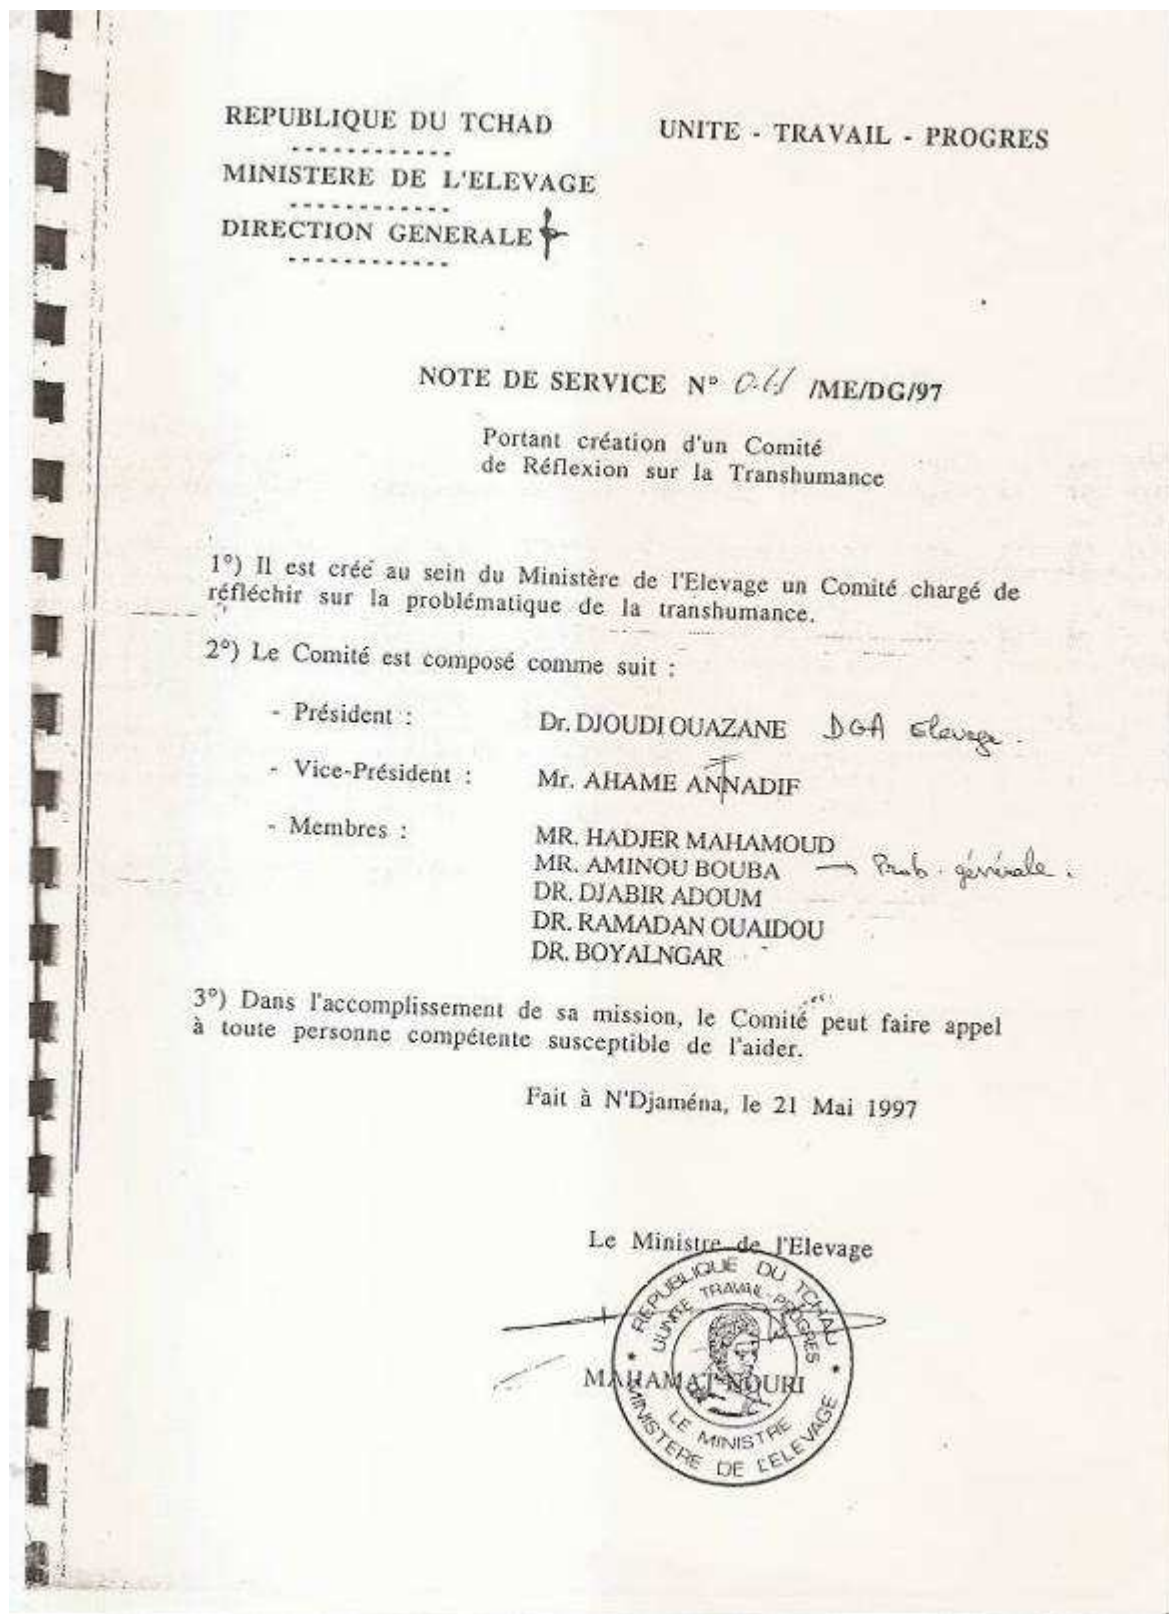 REPUBLIQUE DU TCHAD
UNITE - TRAVAIL - PROGRES
MINISTERE DE L'ELEVAGE
DIRECTION GENERALE
NOTE DE SERVICE N° /ME/DG/97
Portant création d'un Comité
de Réflexion sur la Transhumance
1°) Il est créé au sein du Ministère de l'Elevage un Comité chargé de
réfléchir sur la problématique de la transhumance.
2°) Le Comité est composé comme suit :
- Président : Dr. DJOUDI OUAZANE DGA Elevage.
- Vice-Président : Mr. AHAME ANNADIF
- Membres : MR. HADJER MAHAMOUD
MR. AMINOU BOUBA → Prob. générale.
DR. DJABIR ADOUM
DR. RAMADAN OUAIDOU
DR. BOYALNGAR
3°) Dans l'accomplissement de sa mission, le Comité peut faire appel
à toute personne compétente susceptible de l'aider.
Fait à N'Djaména, le 21 Mai 1997
Le Ministre de l'Elevage
REPUBLIQUE DU TCHAD
UNITE TRAVAIL-PROGRES
MAHAMAT NOURI
LE MINISTRE
MINISTERE DE L'ELEVAGE